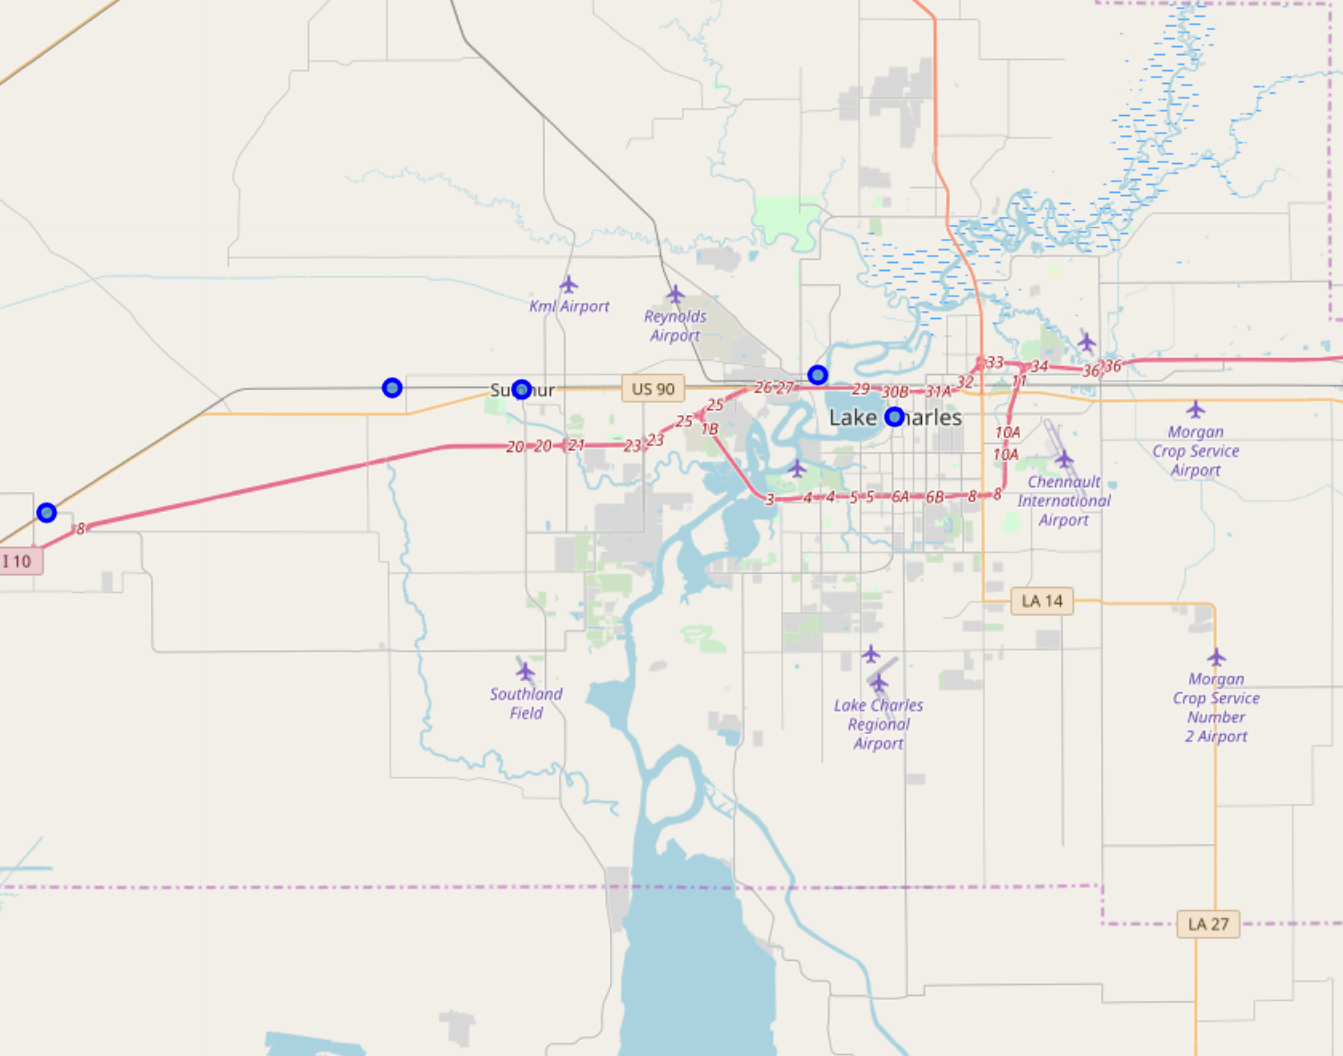 Kml Airport
Reynolds
Airport
33
34
36
36
32
11
US 90
26
27
29
30B
31A
Su hur
25
25
1B
Lake harles
Morgan
Crop Service
Airport
10A
10A
20
20
21
23
23
Chennault
International
Airport
3
4
4
5
5
6A
6B
8
8
8
I 10
LA 14
Southland
Field
Lake Charles
Regional
Airport
Morgan
Crop Service
Number
2 Airport
LA 27